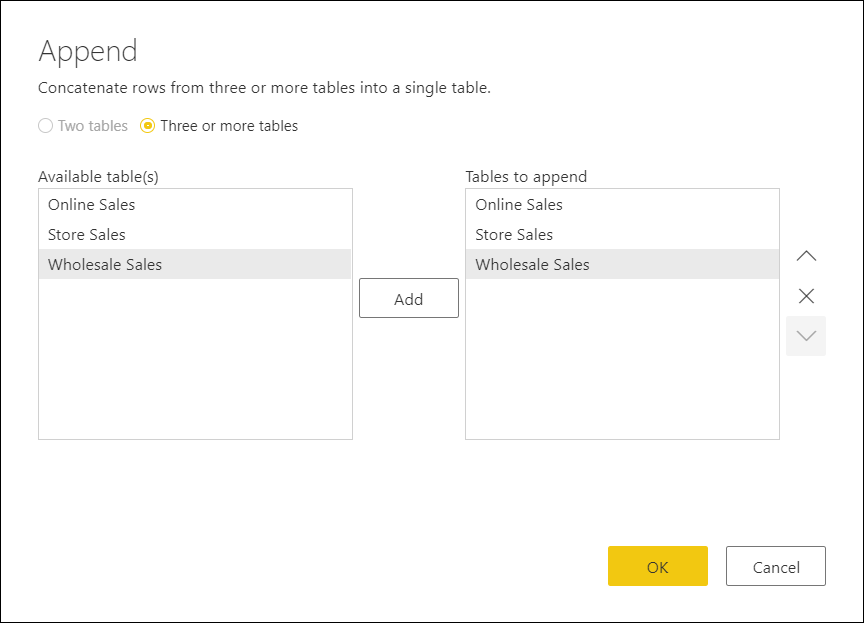 Append
Concatenate rows from three or more tables into a single table.
Two tables Three or more tables
Available table(s)
Online Sales
Store Sales
Wholesale Sales
Add
Tables to append
Online Sales
Store Sales
Wholesale Sales
OK Cancel